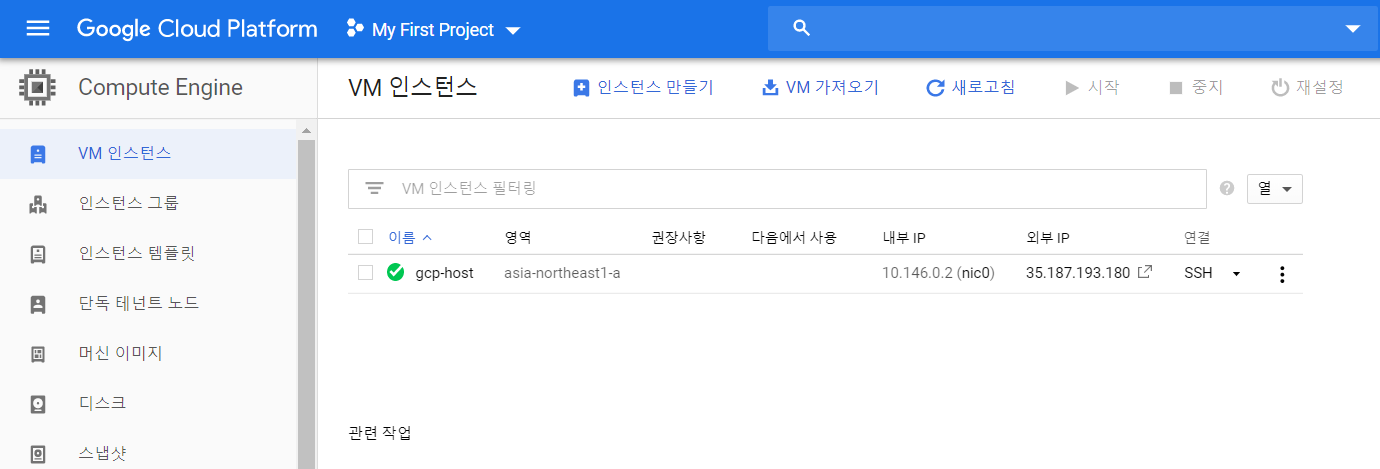 Google Cloud Platform My First Project
Compute Engine
VM 인스턴스 인스턴스 만들기 VM 가져오기 새로고침 시작 중지 재설정
VM 인스턴스
인스턴스 그룹
인스턴스 템플릿
단독 테넌트 노드
머신 이미지
디스크
스냅샷
VM 인스턴스 필터링 열
이름 영역 권장사항 다음에서 사용 내부 IP 외부 IP 연결
gcp-host asia-northeast1-a 10.146.0.2 (nic0) 35.187.193.180 SSH
관련 작업